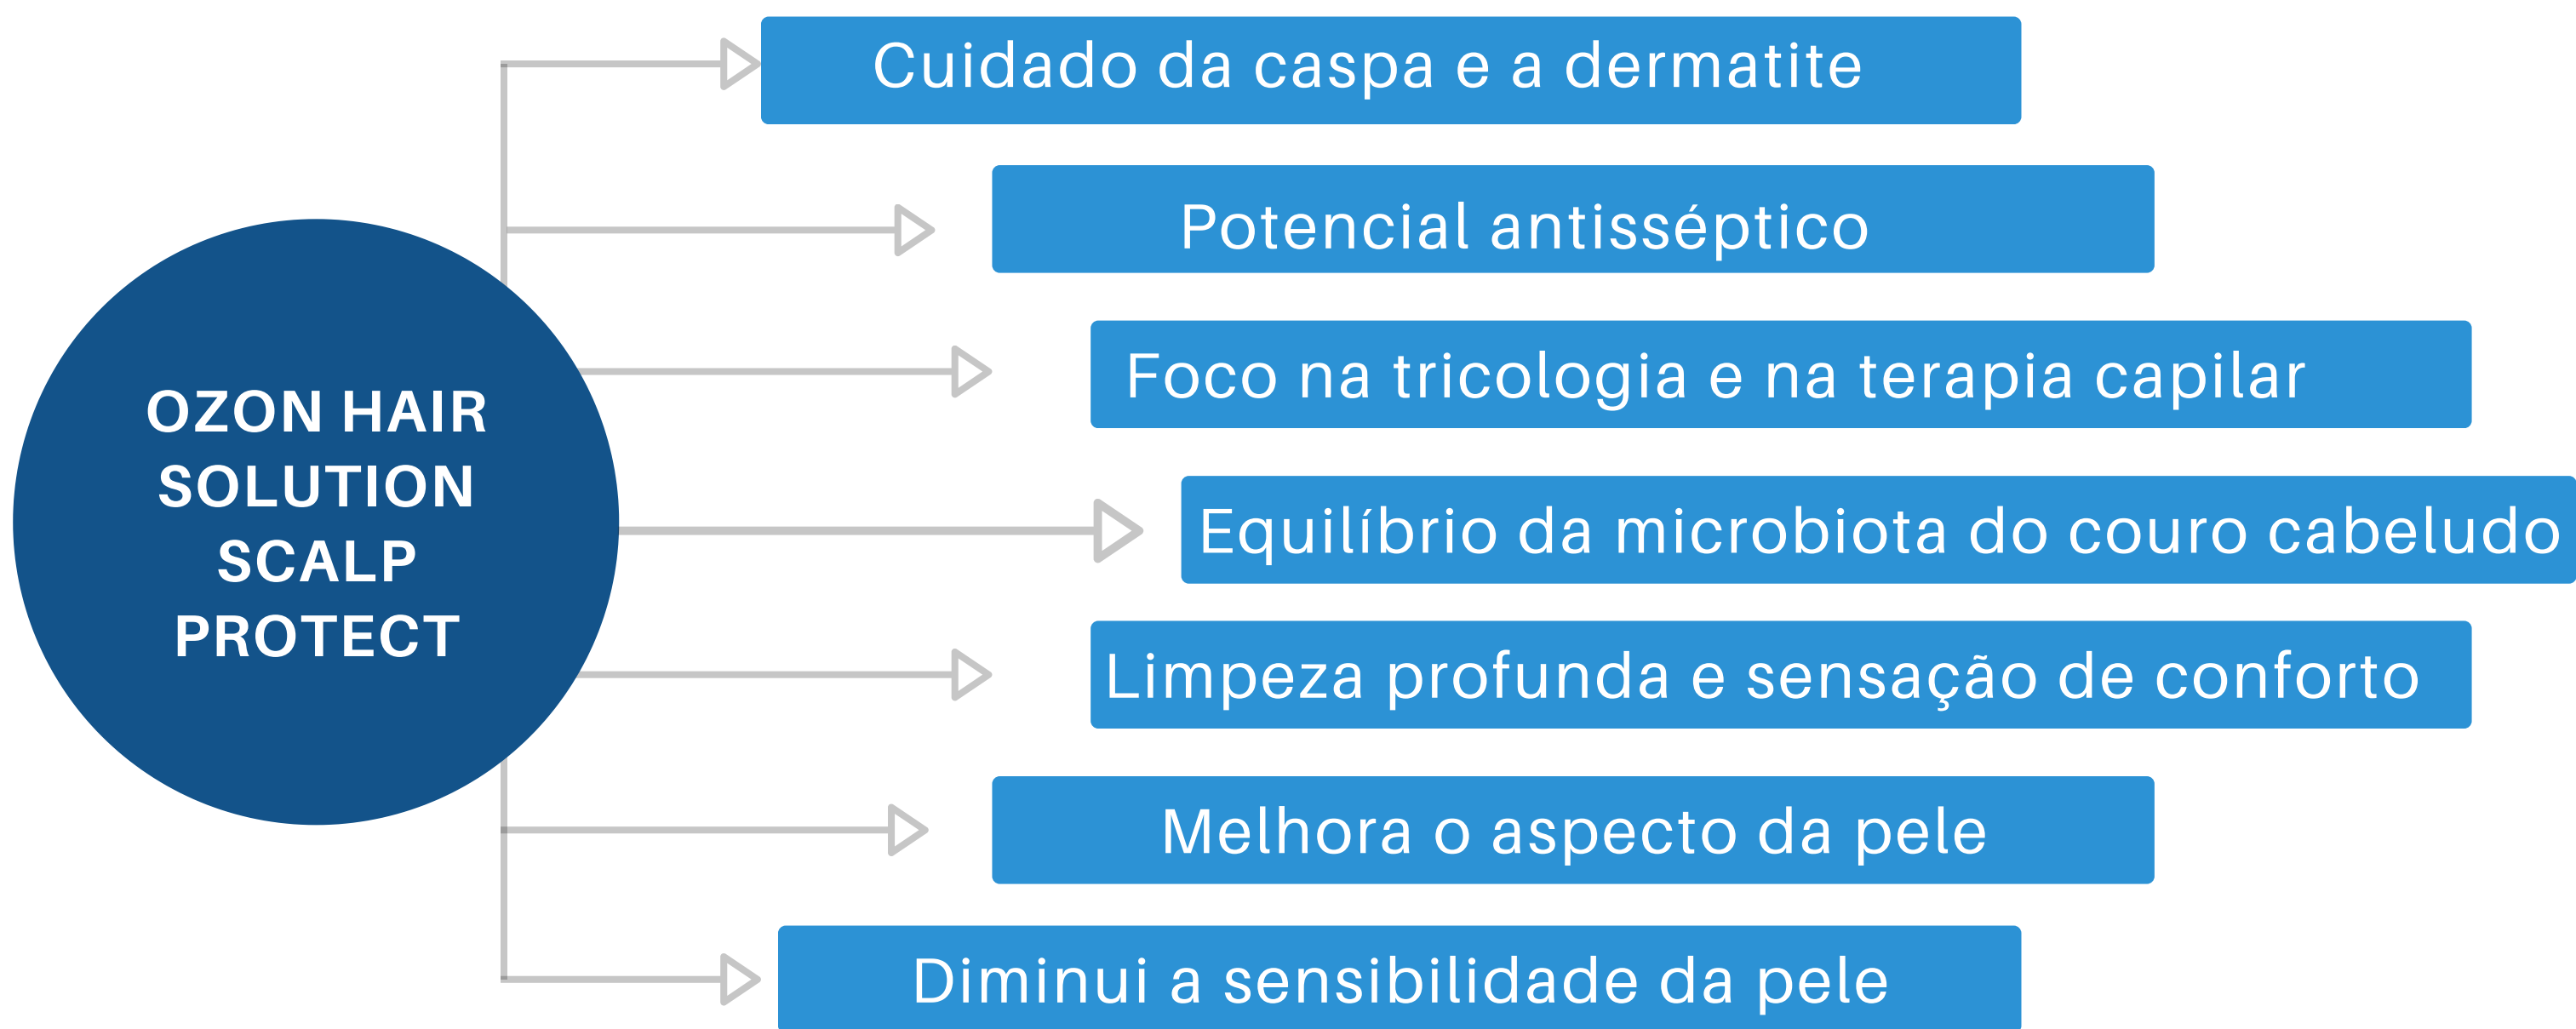 OZON HAIR
SOLUTION
SCALP
PROTECT
Cuidado da caspa e a dermatite
Potencial antisséptico
Foco na tricologia e na terapia capilar
Equilíbrio da microbiota do couro cabeludo
Limpeza profunda e sensação de conforto
Melhora o aspecto da pele
Diminui a sensibilidade da pele